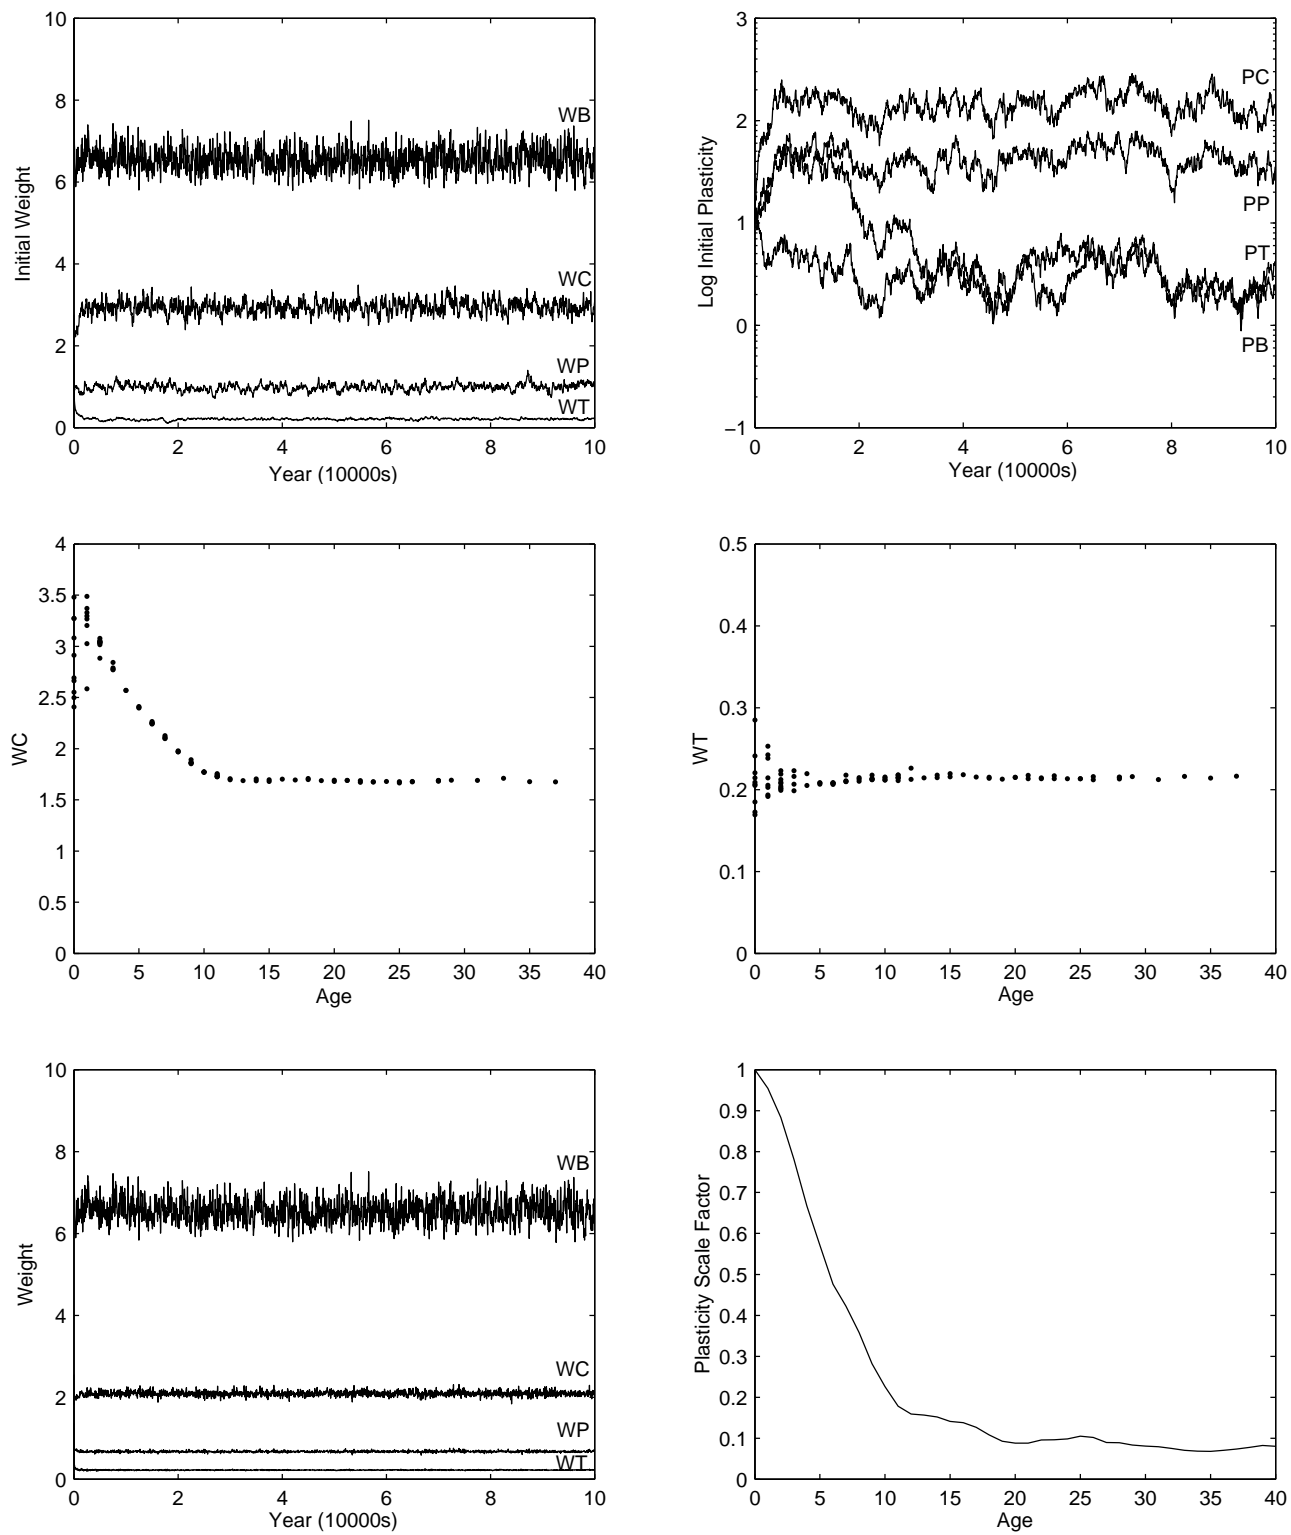 10
8
6
4
2
0
0 2 4 6 8 10
Initial Weight
Year (10000s)
WB
WC
WP
WT
3
2
1
0
−1
0 2 4 6 8 10
Log Initial Plasticity
Year (10000s)
PC
PP
PT
PB
4
3.5
3
2.5
2
1.5
1
0.5
0
0 5 10 15 20 25 30 35 40
WC
Age
0.5
0.4
0.3
0.2
0.1
0
0 5 10 15 20 25 30 35 40
WT
Age
10
8
6
4
2
0
0 2 4 6 8 10
Weight
Year (10000s)
WB
WC
WP
WT
1
0.9
0.8
0.7
0.6
0.5
0.4
0.3
0.2
0.1
0
0 5 10 15 20 25 30 35 40
Plasticity Scale Factor
Age